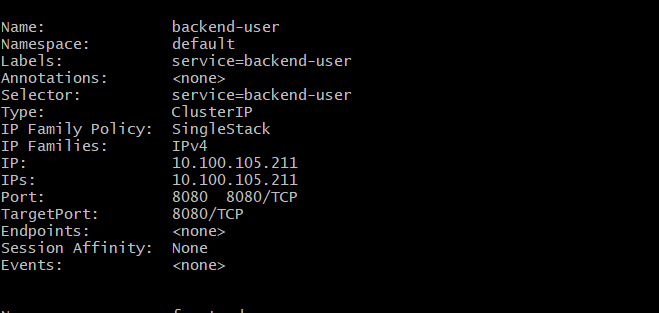 Name: backend-user
Namespace: default
Labels: service=backend-user
Annotations: <none>
Selector: service=backend-user
Type: ClusterIP
IP Family Policy: SingleStack
IP Families: IPv4
IP: 10.100.105.211
IPs: 10.100.105.211
Port: 8080 8080/TCP
TargetPort: 8080/TCP
Endpoints: <none>
Session Affinity: None
Events: <none>